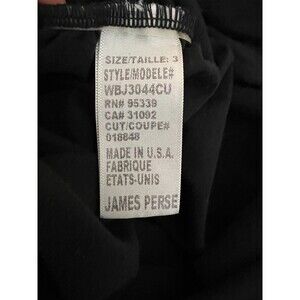 SIZE/TAILLE: 3
STYLE/MODELE#
WBJ3044CU
RN# 95339
CA# 31092
CUT/COUPE#
018848
MADE IN U.S.A.
FABRIQUE
ETATS-UNIS
JAMES PERSE